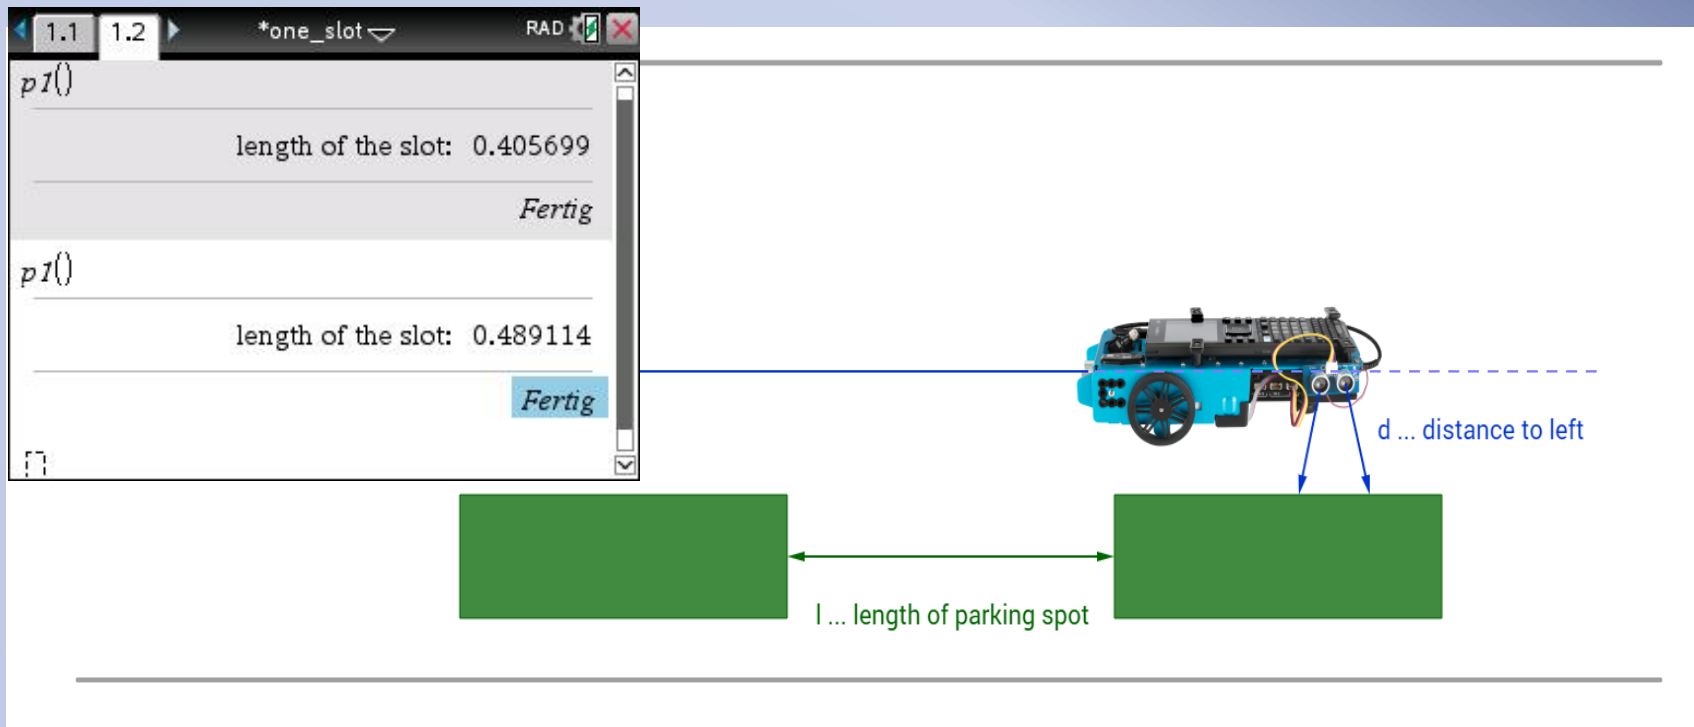 1.1 1.2 *one_slot RAD
p1()
length of the slot: 0.405699
Fertig
p1()
length of the slot: 0.489114
Fertig
d ... distance to left
l ... length of parking spot